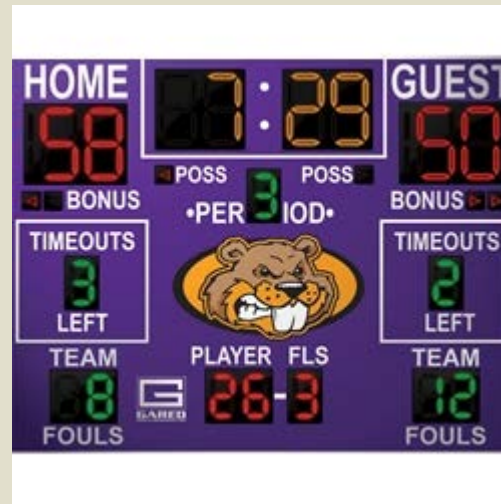 HOME 7:29 GUEST
58 50
POSS POSS
BONUS 3 BONUS
•PER IOD•
TIMEOUTS TIMEOUTS
3 2
LEFT LEFT
TEAM PLAYER FLS TEAM
8 GARED 26-3 12
FOULS FOULS